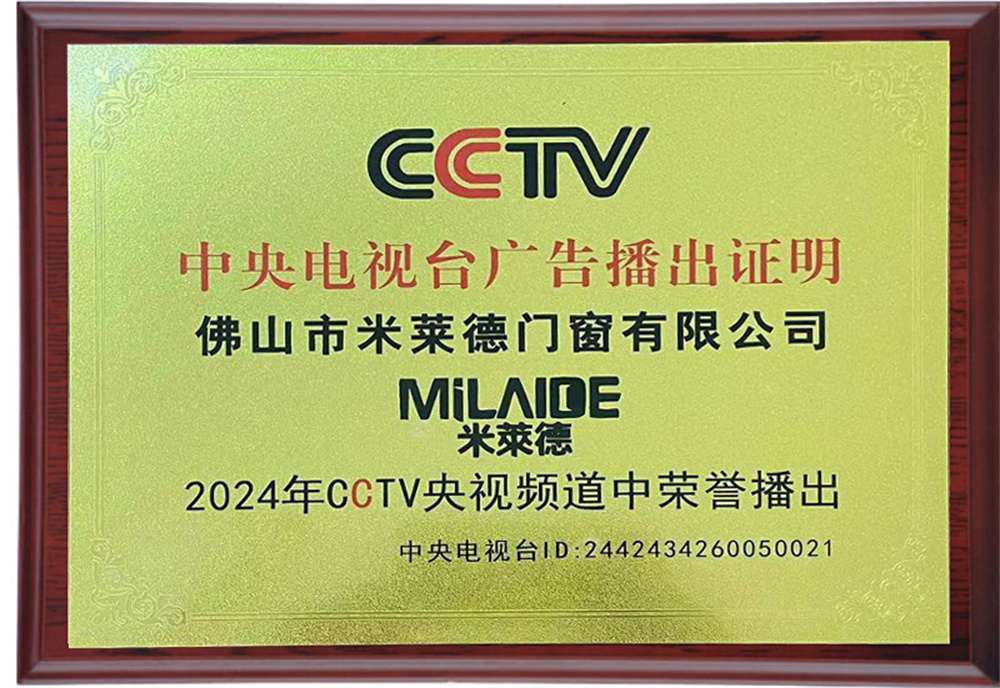 CCTV
中央电视台广告播出证明
佛山市米莱德门窗有限公司
MiLAIDE
米萊德
2024年CCTV央视频道中荣誉播出
中央电视台ID:2442434260050021